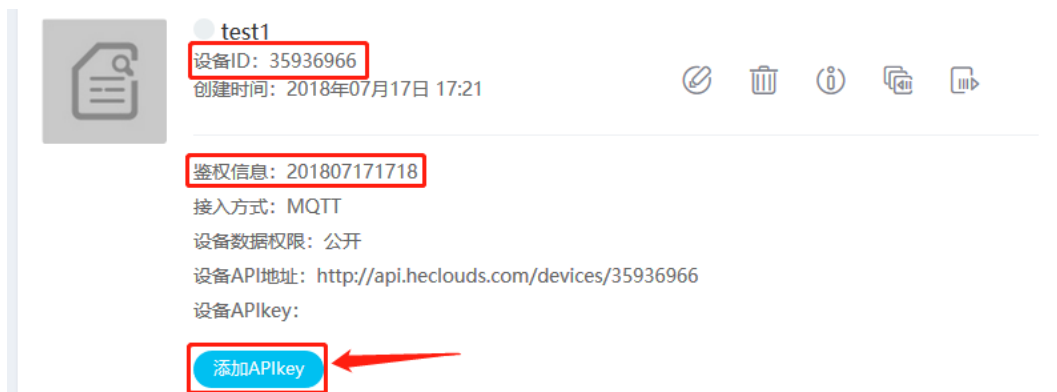 test1
设备ID：35936966
创建时间：2018年07月17日 17:21
鉴权信息：201807171718
接入方式：MQTT
设备数据权限：公开
设备API地址：http://api.heclouds.com/devices/35936966
设备APIkey：
添加APIkey